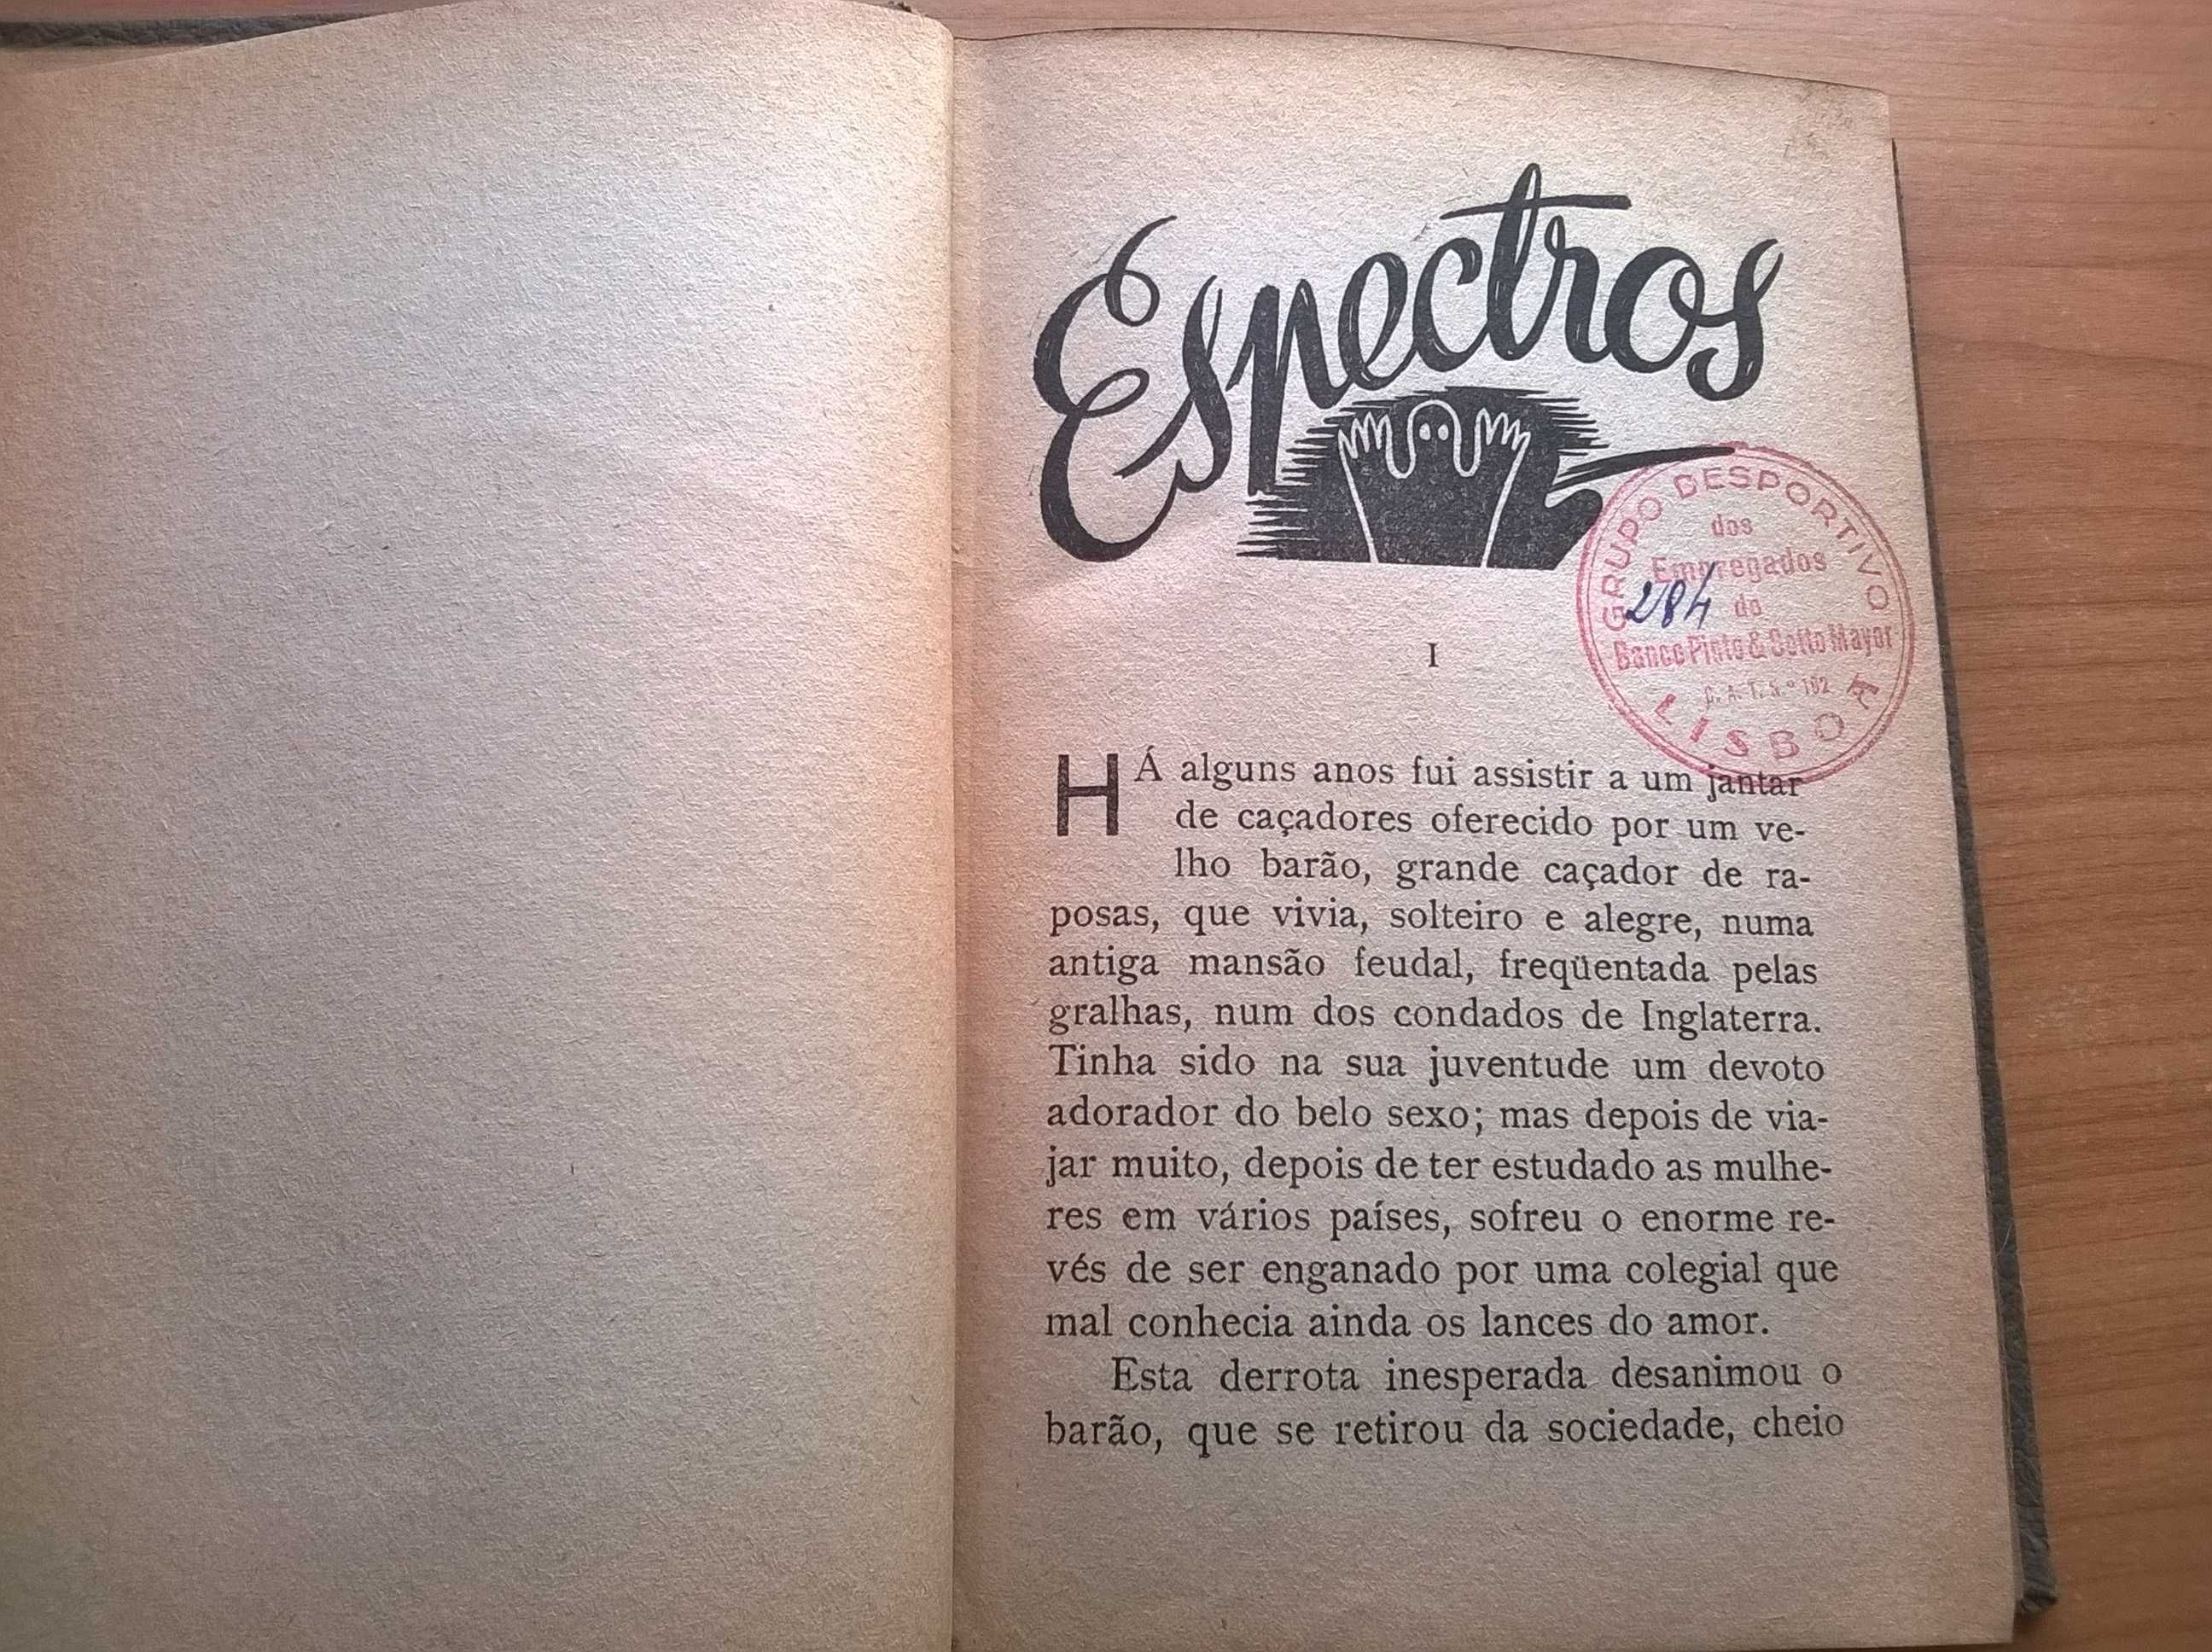 Espectros
GRUPO DESPORTIVO
dos
Empregados
do
284
Banco Pinto & Sotto Mayor
C. A. T. N.º 102
LISBOA
I
HÁ alguns anos fui assistir a um jantar
de caçadores oferecido por um ve-
lho barão, grande caçador de ra-
posas, que vivia, solteiro e alegre, numa
antiga mansão feudal, freqüentada pelas
gralhas, num dos condados de Inglaterra.
Tinha sido na sua juventude um devoto
adorador do belo sexo; mas depois de via-
jar muito, depois de ter estudado as mulhe-
res em vários países, sofreu o enorme re-
vés de ser enganado por uma colegial que
mal conhecia ainda os lances do amor.
Esta derrota inesperada desanimou o
barão, que se retirou da sociedade, cheio